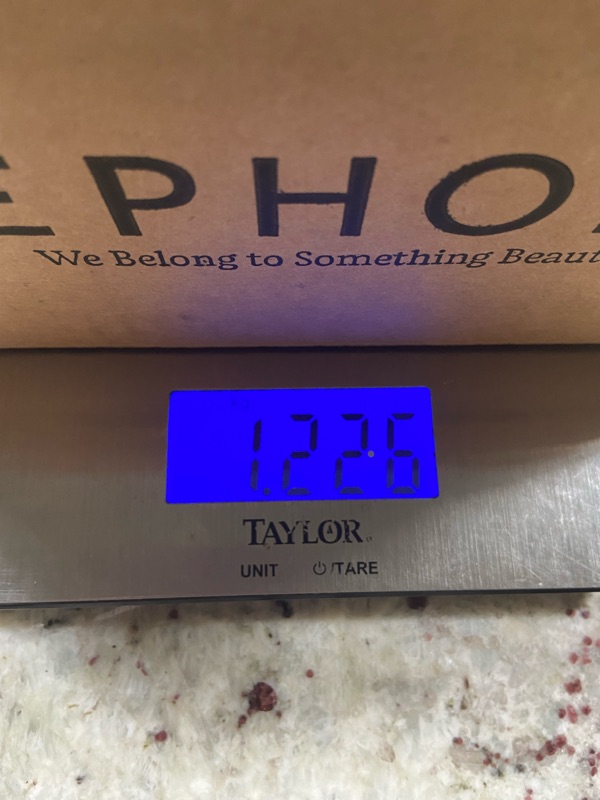 EPHO
We Belong to Something Beaut
1.226
TAYLOR
UNIT /TARE